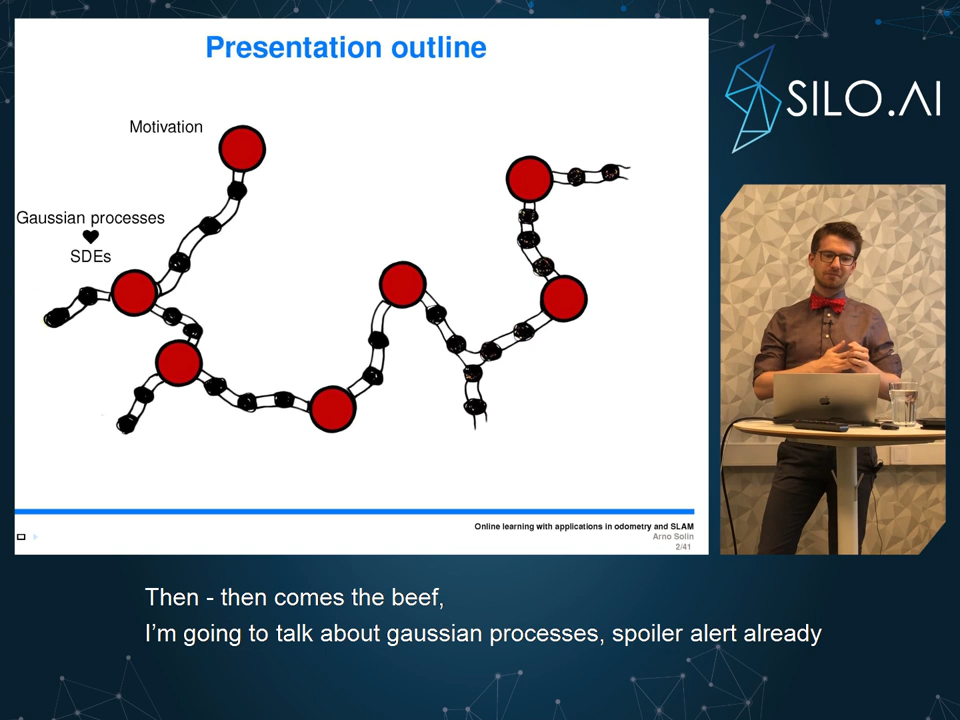 Presentation outline
Motivation
Gaussian processes
SDEs
Online learning with applications in odometry and SLAM
Arno Solin
2/41
SILO.AI
Then - then comes the beef,
I'm going to talk about gaussian processes, spoiler alert already